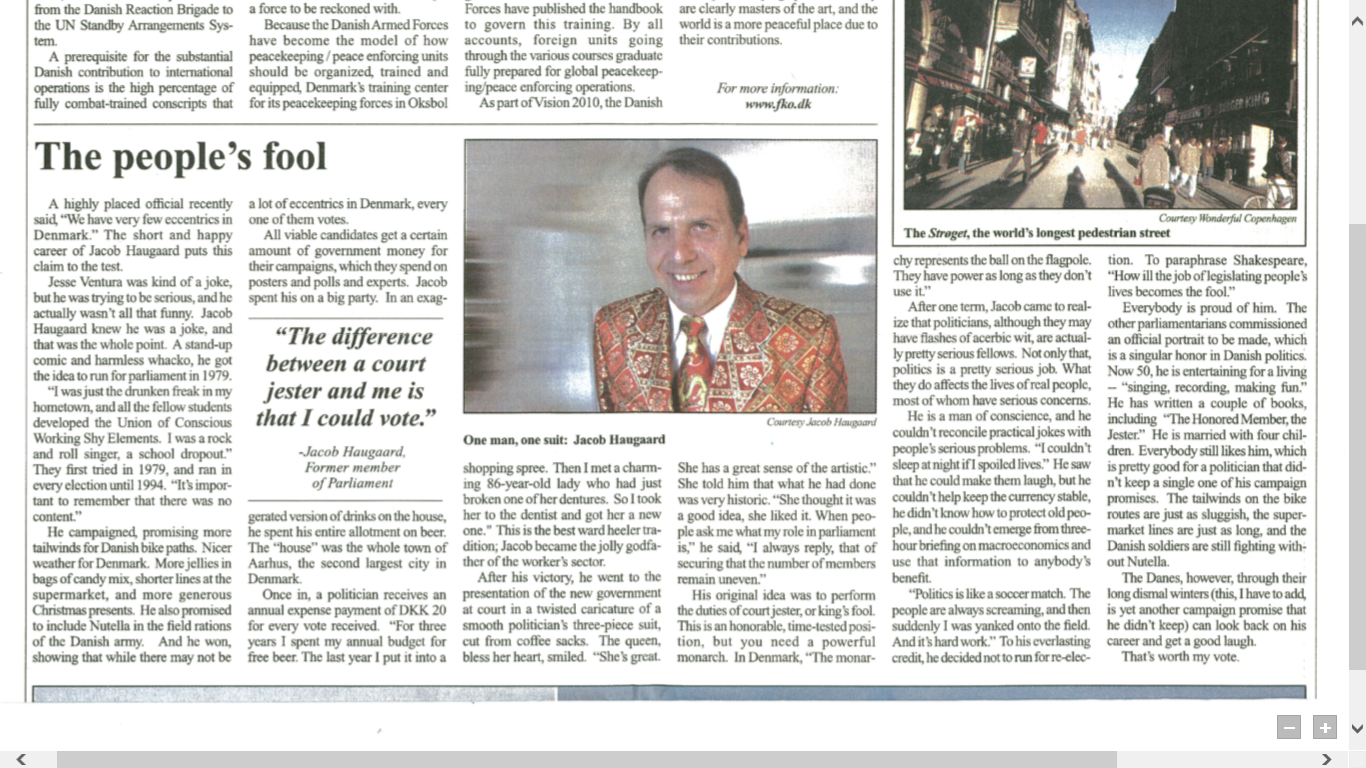 from the Danish Reaction Brigade to
the UN Standby Arrangements Sys-
tem.
A prerequisite for the substantial
Danish contribution to international
operations is the high percentage of
fully combat-trained conscripts that
a force to be reckoned with.
Because the Danish Armed Forces
have become the model of how
peacekeeping / peace enforcing units
should be organized, trained and
equipped, Denmark's training center
for its peacekeeping forces in Oksbol
Forces have published the handbook
to govern this training. By all
accounts, foreign units going
through the various courses graduate
fully prepared for global peacekeep-
ing/peace enforcing operations.
As part of Vision 2010, the Danish
are clearly masters of the art, and the
world is a more peaceful place due to
their contributions.
For more information:
www.fko.dk
BURGER KING
Courtesy Wonderful Copenhagen
The Strøget, the world's longest pedestrian street
The people's fool
A highly placed official recently
said, "We have very few eccentrics in
Denmark." The short and happy
career of Jacob Haugaard puts this
claim to the test.
Jesse Ventura was kind of a joke,
but he was trying to be serious, and he
actually wasn't all that funny. Jacob
Haugaard knew he was a joke, and
that was the whole point. A stand-up
comic and harmless whacko, he got
the idea to run for parliament in 1979.
"I was just the drunken freak in my
hometown, and all the fellow students
developed the Union of Conscious
Working Shy Elements. I was a rock
and roll singer, a school dropout."
They first tried in 1979, and ran in
every election until 1994. "It's impor-
tant to remember that there was no
content."
He campaigned, promising more
tailwinds for Danish bike paths. Nicer
weather for Denmark. More jellies in
bags of candy mix, shorter lines at the
supermarket, and more generous
Christmas presents. He also promised
to include Nutella in the field rations
of the Danish army. And he won,
showing that while there may not be
a lot of eccentrics in Denmark, every
one of them votes.
All viable candidates get a certain
amount of government money for
their campaigns, which they spend on
posters and polls and experts. Jacob
spent his on a big party. In an exag-
"The difference
between a court
jester and me is
that I could vote."
-Jacob Haugaard,
Former member
of Parliament
gerated version of drinks on the house,
he spent his entire allotment on beer.
The "house" was the whole town of
Aarhus, the second largest city in
Denmark.
Once in, a politician receives an
annual expense payment of DKK 20
for every vote received. "For three
years I spent my annual budget for
free beer. The last year I put it into a
Courtesy Jacob Haugaard
One man, one suit: Jacob Haugaard
shopping spree. Then I met a charm-
ing 86-year-old lady who had just
broken one of her dentures. So I took
her to the dentist and got her a new
one." This is the best ward heeler tra-
dition; Jacob became the jolly godfa-
ther of the worker's sector.
After his victory, he went to the
presentation of the new government
at court in a twisted caricature of a
smooth politician's three-piece suit,
cut from coffee sacks. The queen,
bless her heart, smiled. "She's great.
She has a great sense of the artistic."
She told him that what he had done
was very historic. "She thought it was
a good idea, she liked it. When peo-
ple ask me what my role in parliament
is," he said, "I always reply, that of
securing that the number of members
remain uneven."
His original idea was to perform
the duties of court jester, or king's fool.
This is an honorable, time-tested posi-
tion, but you need a powerful
monarch. In Denmark, "The monar-
chy represents the ball on the flagpole.
They have power as long as they don't
use it."
After one term, Jacob came to real-
ize that politicians, although they may
have flashes of acerbic wit, are actual-
ly pretty serious fellows. Not only that,
politics is a pretty serious job. What
they do affects the lives of real people,
most of whom have serious concerns.
He is a man of conscience, and he
couldn't reconcile practical jokes with
people's serious problems. "I couldn't
sleep at night if I spoiled lives." He saw
that he could make them laugh, but he
couldn't help keep the currency stable,
he didn't know how to protect old peo-
ple, and he couldn't emerge from three-
hour briefing on macroeconomics and
use that information to anybody's
benefit.
"Politics is like a soccer match. The
people are always screaming, and then
suddenly I was yanked onto the field.
And it's hard work." To his everlasting
credit, he decided not to run for re-elec-
tion. To paraphrase Shakespeare,
"How ill the job of legislating people's
lives becomes the fool."
Everybody is proud of him. The
other parliamentarians commissioned
an official portrait to be made, which
is a singular honor in Danish politics.
Now 50, he is entertaining for a living
-- "singing, recording, making fun."
He has written a couple of books,
including "The Honored Member, the
Jester." He is married with four chil-
dren. Everybody still likes him, which
is pretty good for a politician that did-
n't keep a single one of his campaign
promises. The tailwinds on the bike
routes are just as sluggish, the super-
market lines are just as long, and the
Danish soldiers are still fighting with-
out Nutella.
The Danes, however, through their
long dismal winters (this, I have to add,
is yet another campaign promise that
he didn't keep) can look back on his
career and get a good laugh.
That's worth my vote.